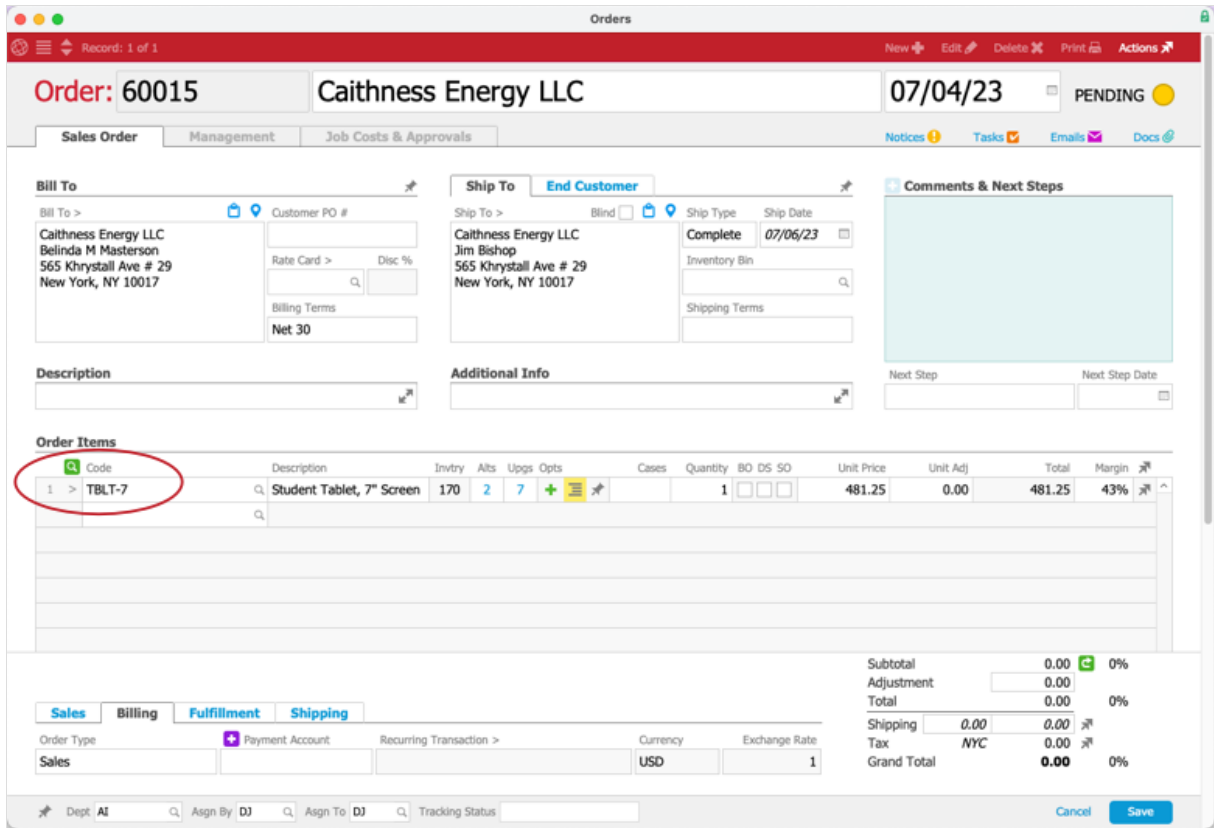 Orders
Record: 1 of 1 New Edit Delete Print Actions
Order: 60015 Caithness Energy LLC 07/04/23 PENDING
Sales Order Management Job Costs & Approvals Notices Tasks Emails Docs
Bill To Ship To End Customer Comments & Next Steps
Bill To > Customer PO # Ship To > Blind Ship Type Ship Date
Caithness Energy LLC Caithness Energy LLC Complete 07/06/23
Belinda M Masterson Jim Bishop
565 Khrystall Ave # 29 Rate Card > Disc % 565 Khrystall Ave # 29 Inventory Bin
New York, NY 10017 New York, NY 10017
Billing Terms Shipping Terms
Net 30
Description Additional Info Next Step Next Step Date
Order Items
Code Description Invtry Alts Upgs Opts Cases Quantity BO DS SO Unit Price Unit Adj Total Margin
1 > TBLT-7 Student Tablet, 7" Screen 170 2 7 1 481.25 0.00 481.25 43%
Subtotal 0.00 0%
Adjustment 0.00
Total 0.00 0%
Sales Billing Fulfillment Shipping
Shipping 0.00 0.00
Order Type Payment Account Recurring Transaction > Currency Exchange Rate
Tax NYC 0.00
Sales USD 1
Grand Total 0.00 0%
Dept AI Asgn By DJ Asgn To DJ Tracking Status Cancel Save